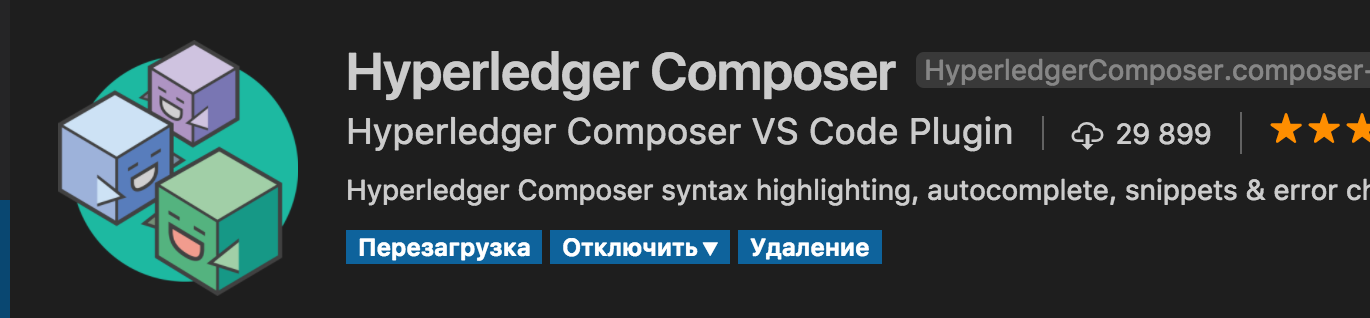 Hyperledger Composer HyperledgerComposer.composer-
Hyperledger Composer VS Code Plugin 29 899
Hyperledger Composer syntax highlighting, autocomplete, snippets & error ch
Перезагрузка Отключить▼ Удаление